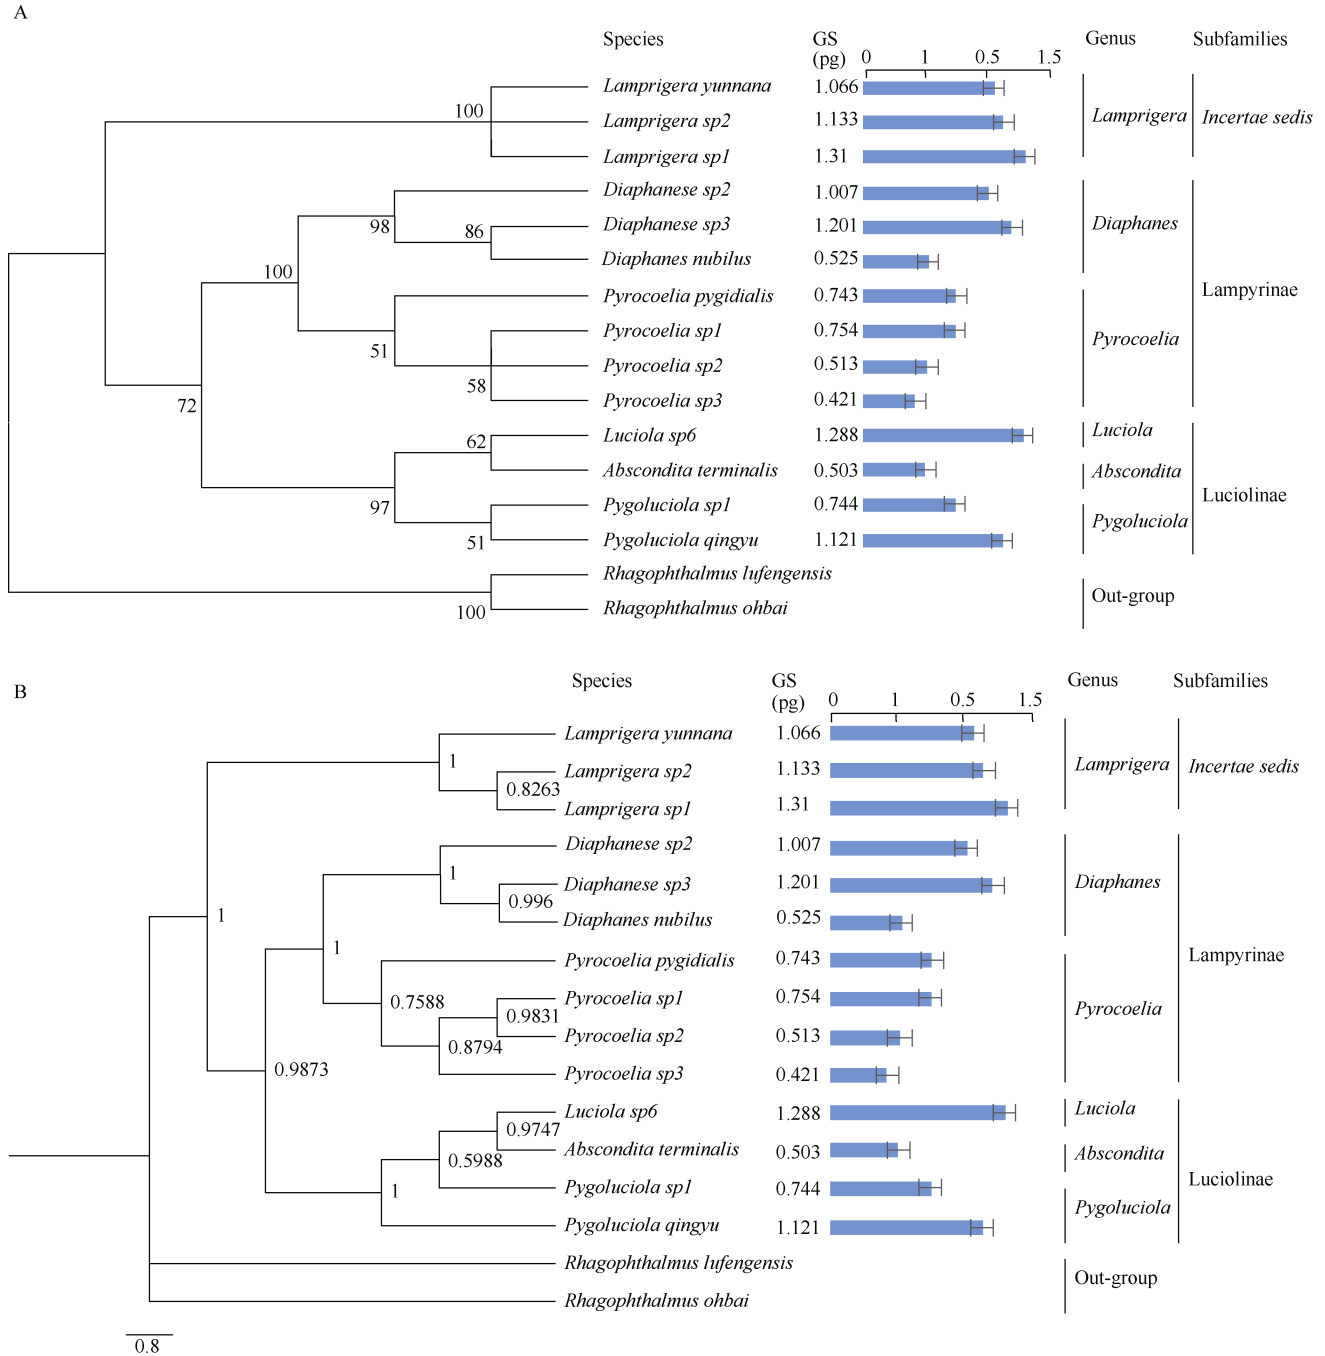 A
Species GS (pg) 0 1 0.5 1.5 Genus Subfamilies
100 Lamprigera yunnana 1.066
Lamprigera sp2 1.133 Lamprigera Incertae sedis
Lamprigera sp1 1.31
Diaphanese sp2 1.007
98 86 Diaphanese sp3 1.201 Diaphanes
100 Diaphanes nubilus 0.525
Pyrocoelia pygidialis 0.743 Lampyrinae
Pyrocoelia sp1 0.754
51 Pyrocoelia sp2 0.513 Pyrocoelia
58 Pyrocoelia sp3 0.421
72
62 Luciola sp6 1.288 Luciola
Abscondita terminalis 0.503 Abscondita
97 Pygoluciola sp1 0.744 Luciolinae
51 Pygoluciola qingyu 1.121 Pygoluciola
Rhagophthalmus lufengensis
100 Rhagophthalmus ohbai Out-group
B
Species GS (pg) 0 1 0.5 1.5 Genus Subfamilies
Lamprigera yunnana 1.066
1 Lamprigera sp2 1.133 Lamprigera Incertae sedis
0.8263
Lamprigera sp1 1.31
Diaphanese sp2 1.007
1 Diaphanese sp3 1.201 Diaphanes
0.996
1 Diaphanes nubilus 0.525
1 Pyrocoelia pygidialis 0.743 Lampyrinae
0.7588 Pyrocoelia sp1 0.754 Pyrocoelia
0.9831
0.8794 Pyrocoelia sp2 0.513
0.9873 Pyrocoelia sp3 0.421
Luciola sp6 1.288 Luciola
0.9747
0.5988 Abscondita terminalis 0.503 Abscondita
1 Pygoluciola sp1 0.744 Luciolinae
Pygoluciola qingyu 1.121 Pygoluciola
Rhagophthalmus lufengensis
Out-group
Rhagophthalmus ohbai
0.8